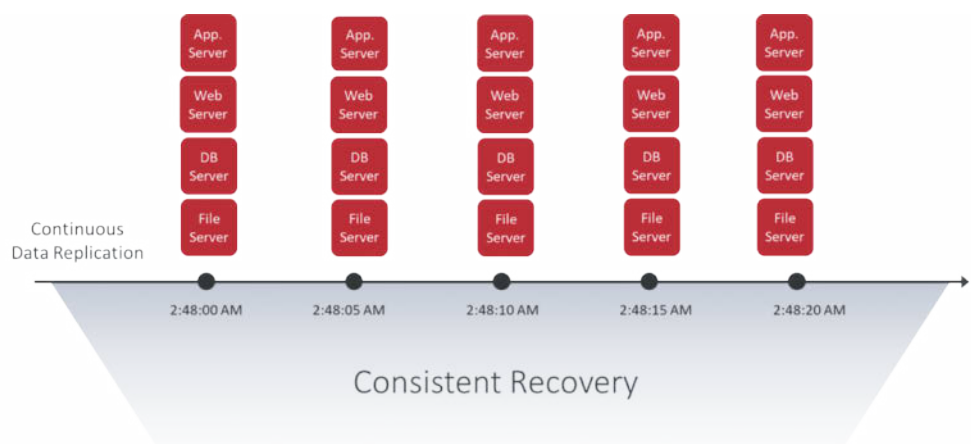 App.
Server
App.
Server
App.
Server
App.
Server
App.
Server
Web
Server
Web
Server
Web
Server
Web
Server
Web
Server
DB
Server
DB
Server
DB
Server
DB
Server
DB
Server
File
Server
File
Server
File
Server
File
Server
File
Server
Continuous
Data Replication
2:48:00 AM
2:48:05 AM
2:48:10 AM
2:48:15 AM
2:48:20 AM
Consistent Recovery